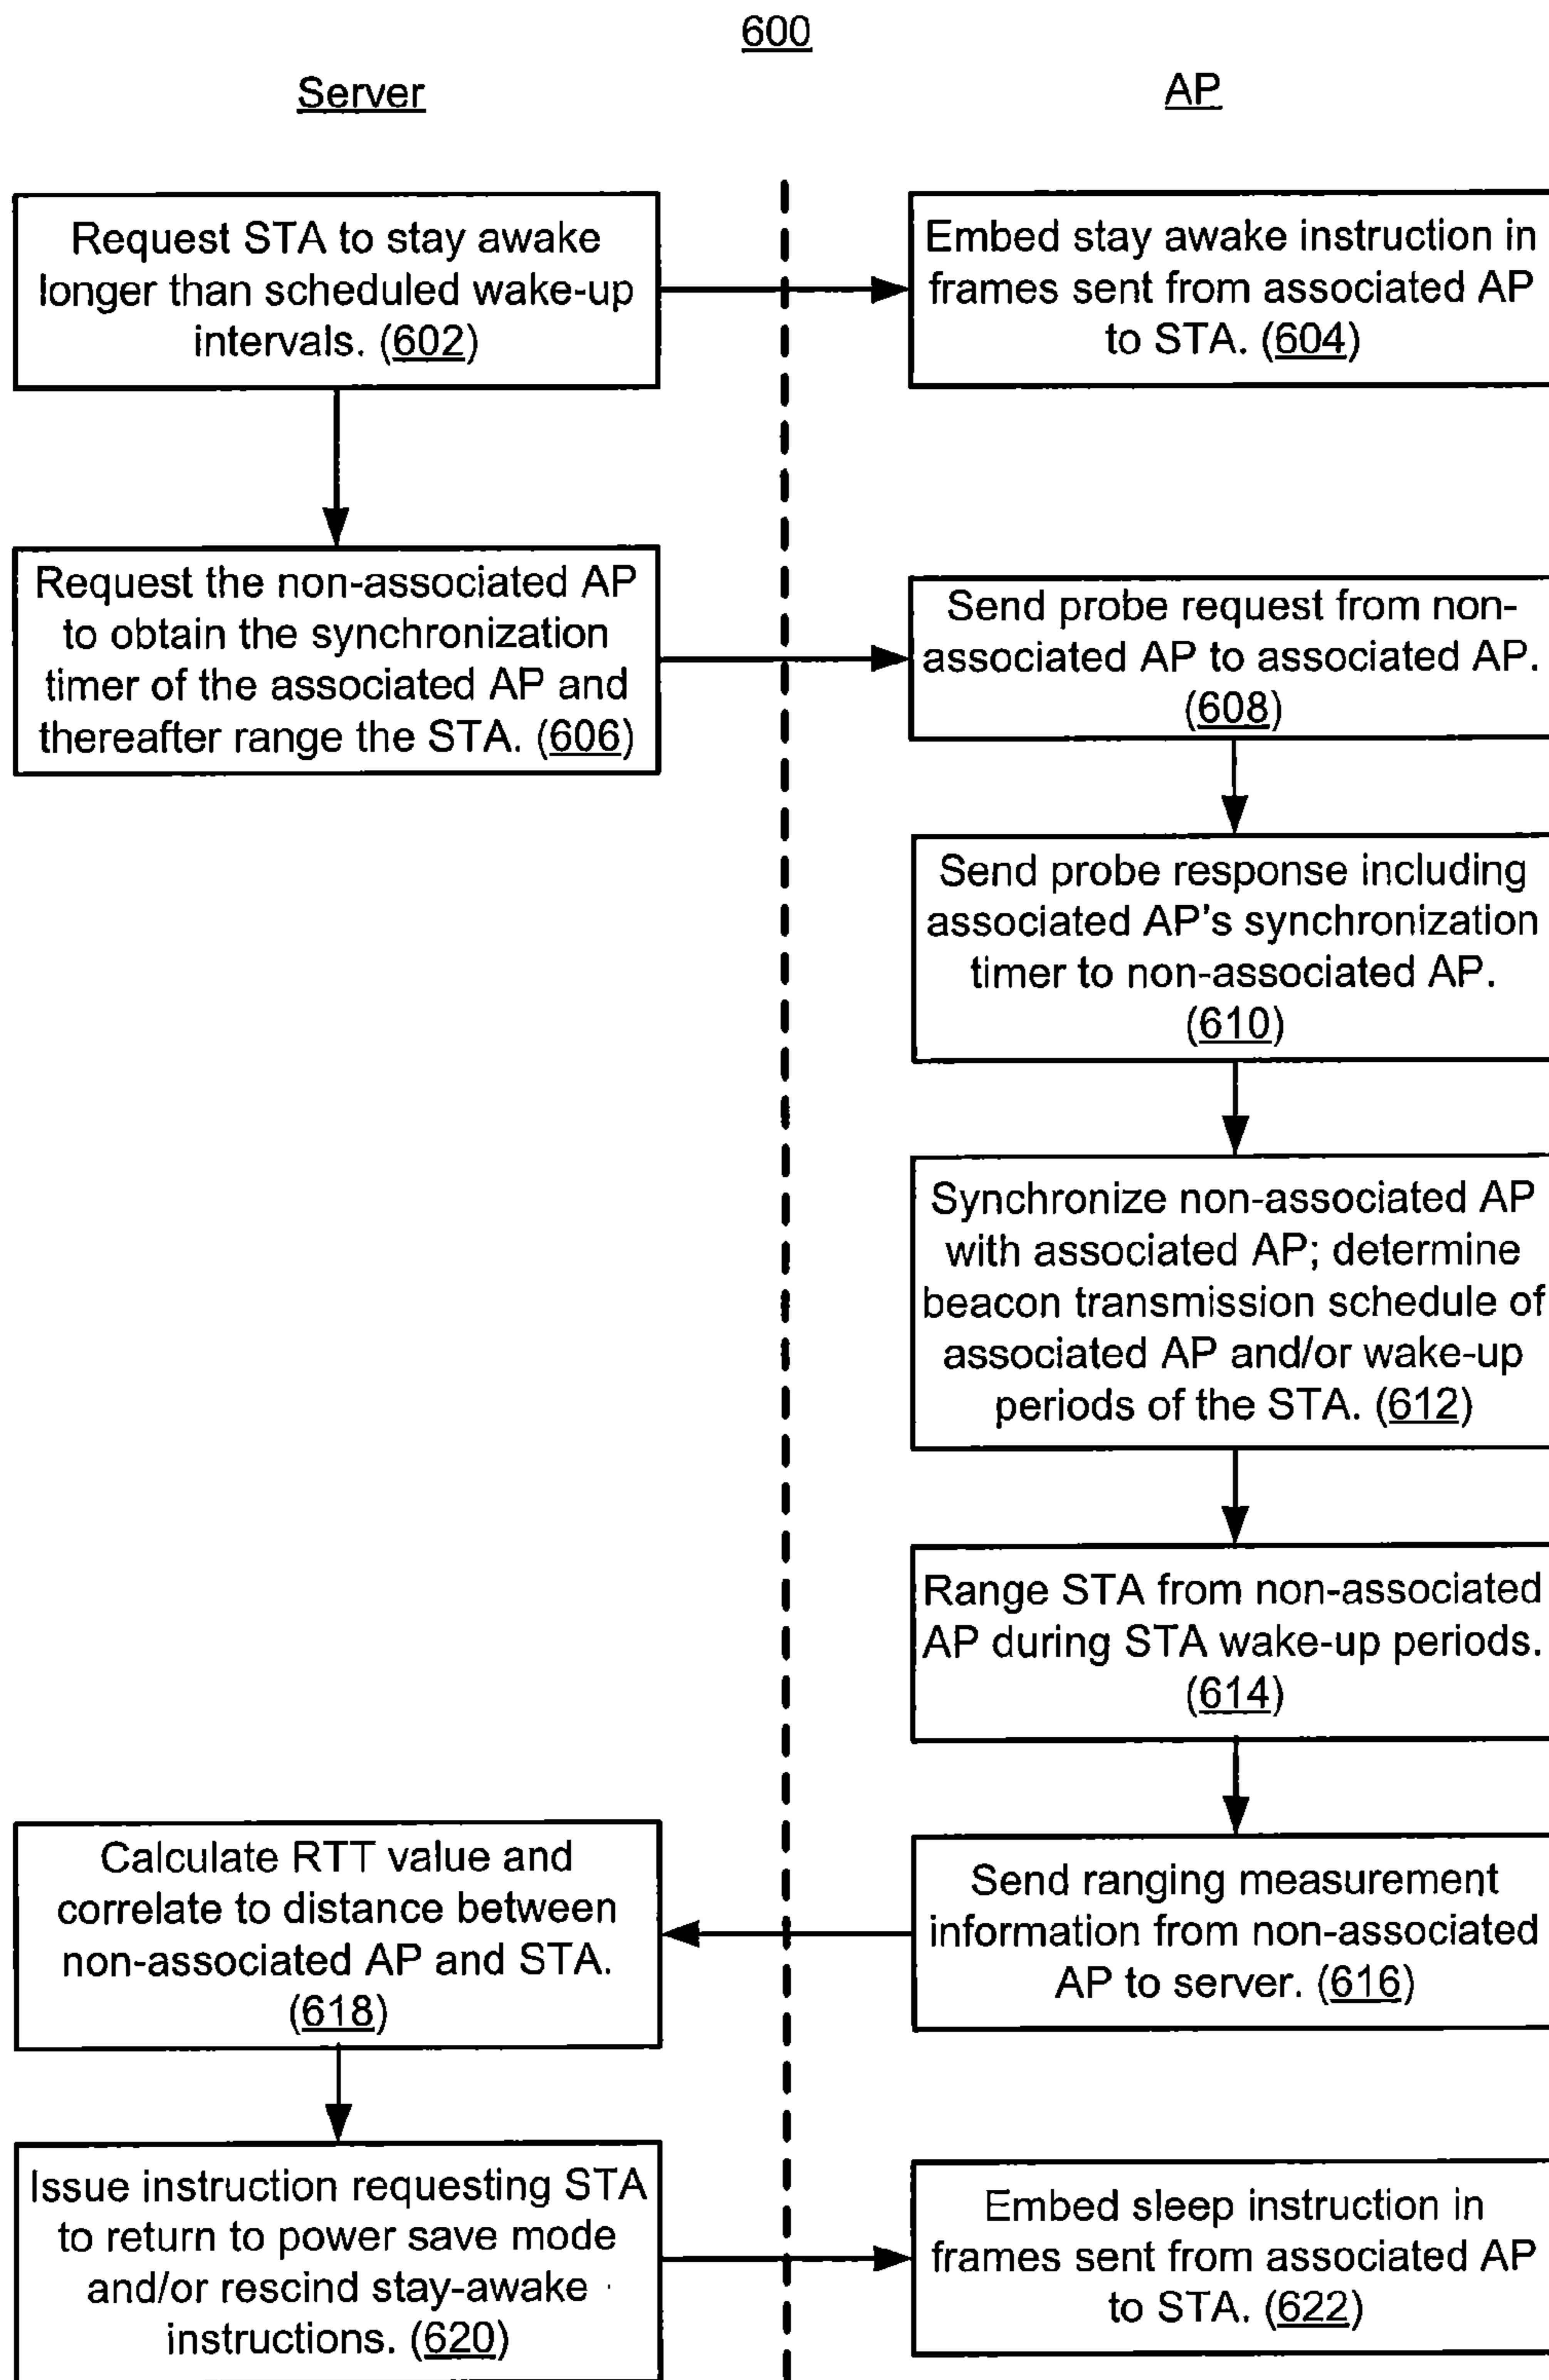 600
Server
AP
Request STA to stay awake
longer than scheduled wake-up
intervals. (602)
Embed stay awake instruction in
frames sent from associated AP
to STA. (604)
Request the non-associated AP
to obtain the synchronization
timer of the associated AP and
thereafter range the STA. (606)
Send probe request from non-
associated AP to associated AP.
(608)
Send probe response including
associated AP's synchronization
timer to non-associated AP.
(610)
Synchronize non-associated AP
with associated AP; determine
beacon transmission schedule of
associated AP and/or wake-up
periods of the STA. (612)
Range STA from non-associated
AP during STA wake-up periods.
(614)
Calculate RTT value and
correlate to distance between
non-associated AP and STA.
(618)
Send ranging measurement
information from non-associated
AP to server. (616)
Issue instruction requesting STA
to return to power save mode
and/or rescind stay-awake
instructions. (620)
Embed sleep instruction in
frames sent from associated AP
to STA. (622)